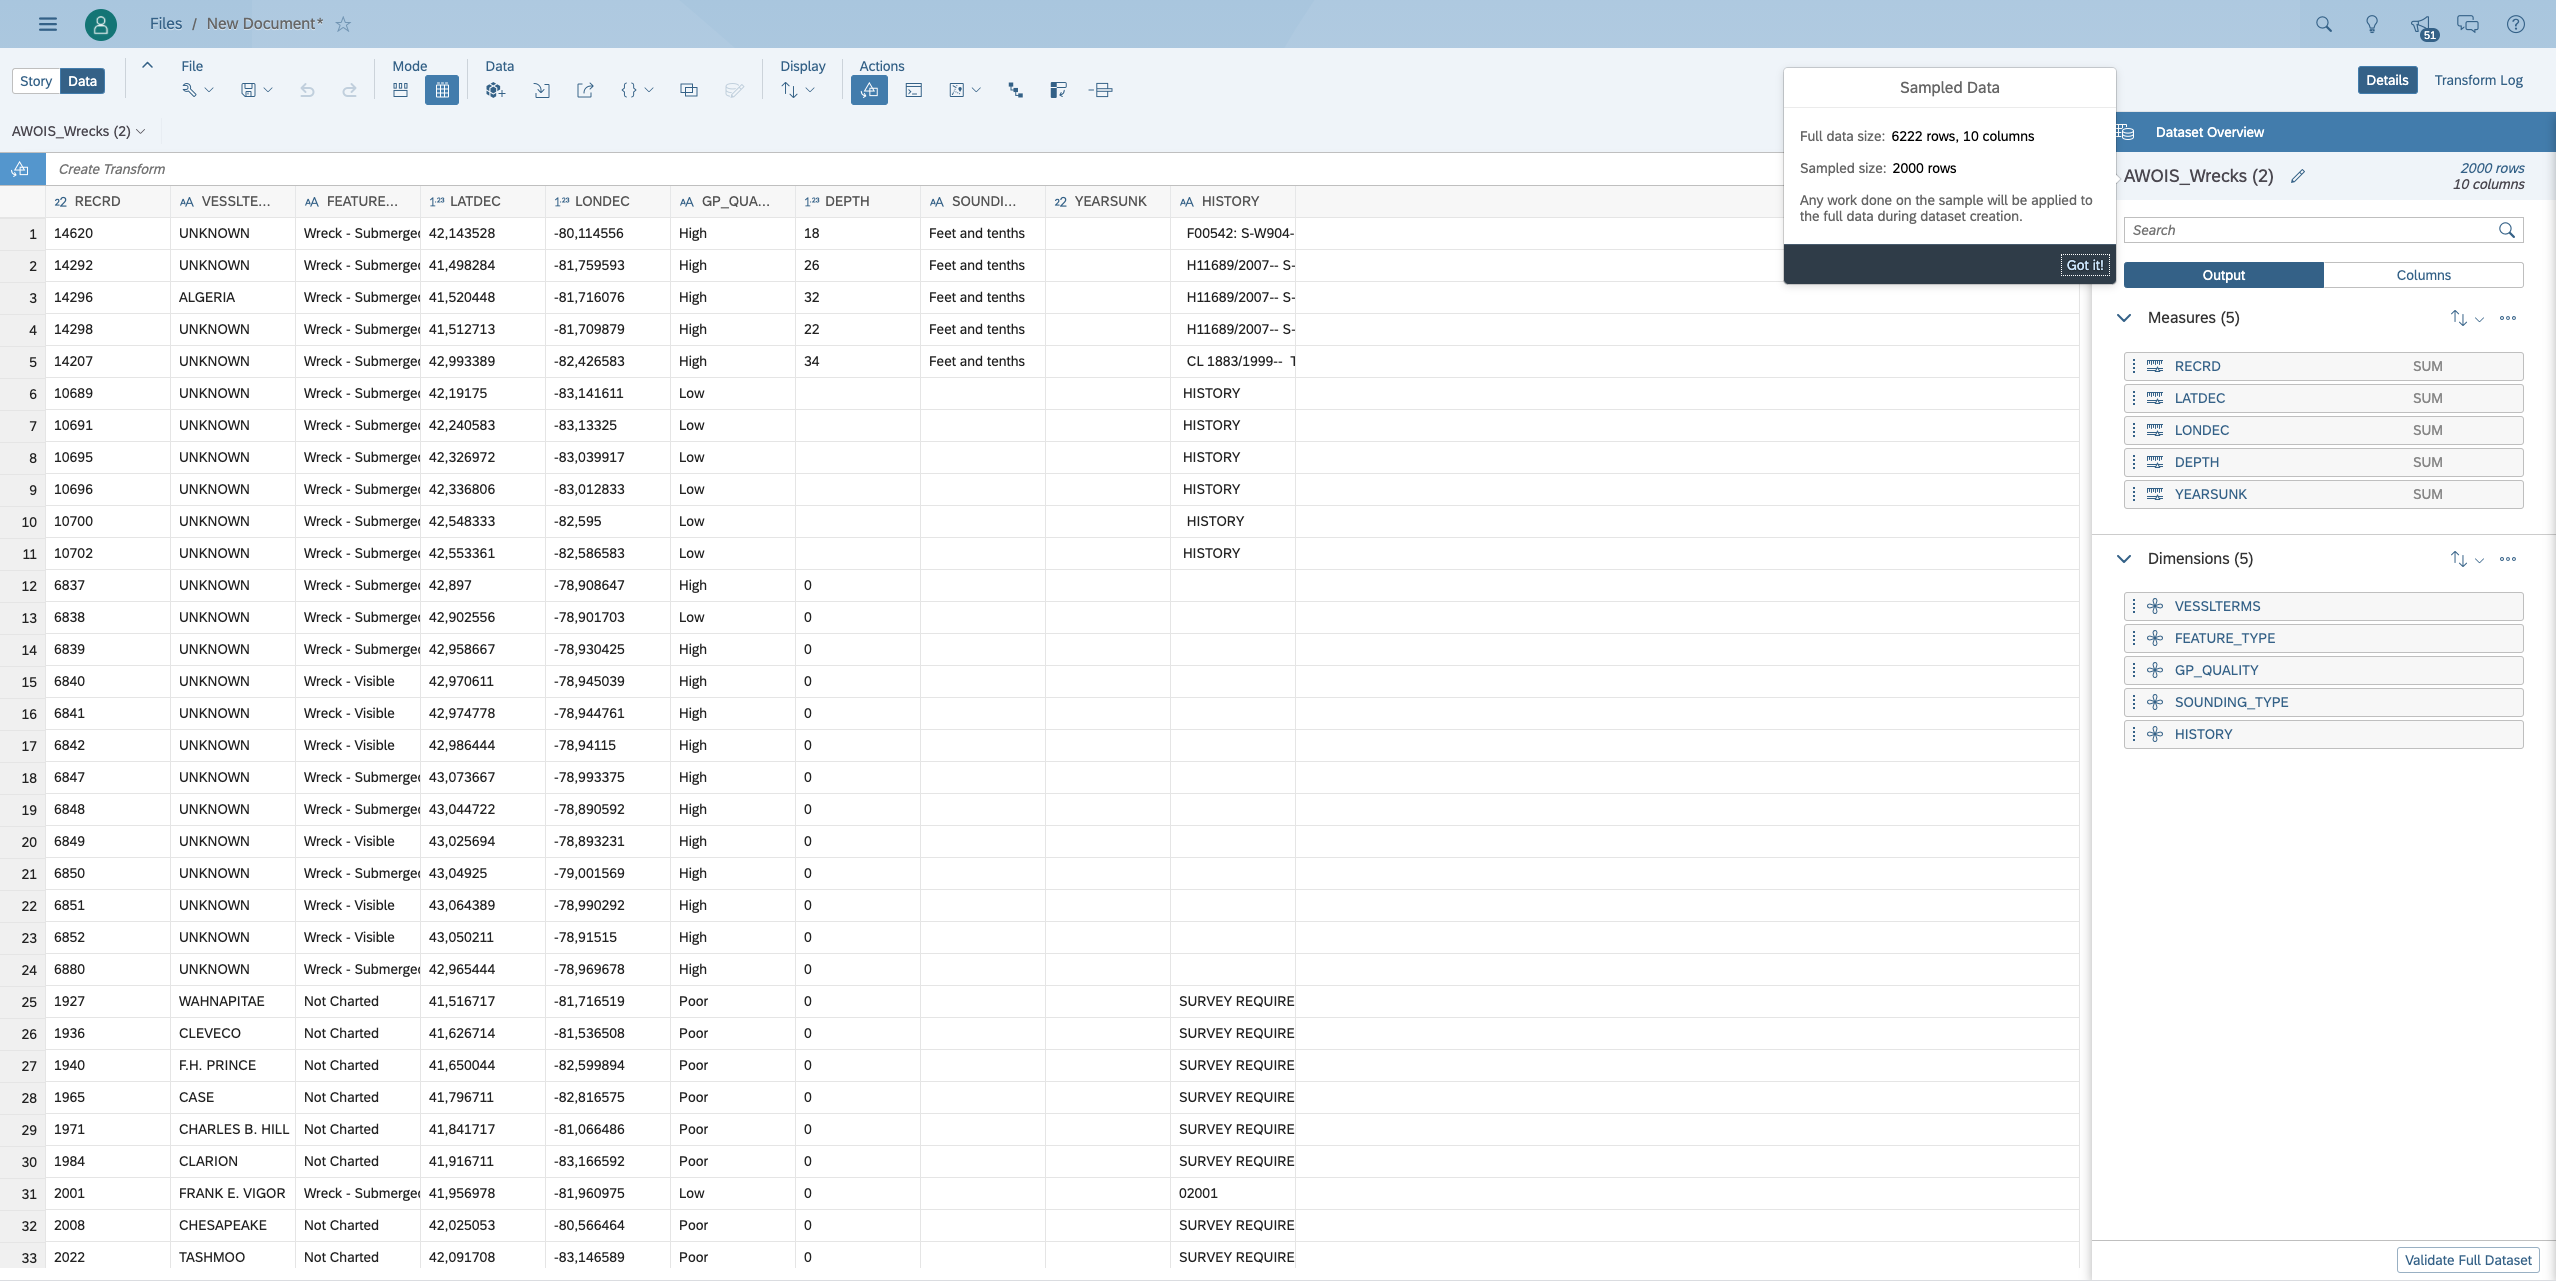 Files / New Document*
51
Story Data
File
Mode
Data
Display
Actions
Details Transform Log
AWOIS_Wrecks (2)
Create Transform
RECRD VESSLTE... FEATURE... LATDEC LONDEC GP_QUA... DEPTH SOUNDI... YEARSUNK HISTORY
1 14620 UNKNOWN Wreck - Submerged 42,143528 -80,114556 High 18 Feet and tenths F00542: S-W904-
2 14292 UNKNOWN Wreck - Submerged 41,498284 -81,759593 High 26 Feet and tenths H11689/2007-- S-
3 14296 ALGERIA Wreck - Submerged 41,520448 -81,716076 High 32 Feet and tenths H11689/2007-- S-
4 14298 UNKNOWN Wreck - Submerged 41,512713 -81,709879 High 22 Feet and tenths H11689/2007-- S-
5 14207 UNKNOWN Wreck - Submerged 42,993389 -82,426583 High 34 Feet and tenths CL 1883/1999-- T
6 10689 UNKNOWN Wreck - Submerged 42,19175 -83,141611 Low HISTORY
7 10691 UNKNOWN Wreck - Submerged 42,240583 -83,13325 Low HISTORY
8 10695 UNKNOWN Wreck - Submerged 42,326972 -83,039917 Low HISTORY
9 10696 UNKNOWN Wreck - Submerged 42,336806 -83,012833 Low HISTORY
10 10700 UNKNOWN Wreck - Submerged 42,548333 -82,595 Low HISTORY
11 10702 UNKNOWN Wreck - Submerged 42,553361 -82,586583 Low HISTORY
12 6837 UNKNOWN Wreck - Submerged 42,897 -78,908647 High 0
13 6838 UNKNOWN Wreck - Submerged 42,902556 -78,901703 Low 0
14 6839 UNKNOWN Wreck - Submerged 42,958667 -78,930425 High 0
15 6840 UNKNOWN Wreck - Visible 42,970611 -78,945039 High 0
16 6841 UNKNOWN Wreck - Visible 42,974778 -78,944761 High 0
17 6842 UNKNOWN Wreck - Visible 42,986444 -78,94115 High 0
18 6847 UNKNOWN Wreck - Submerged 43,073667 -78,993375 High 0
19 6848 UNKNOWN Wreck - Submerged 43,044722 -78,890592 High 0
20 6849 UNKNOWN Wreck - Visible 43,025694 -78,893231 High 0
21 6850 UNKNOWN Wreck - Submerged 43,04925 -79,001569 High 0
22 6851 UNKNOWN Wreck - Visible 43,064389 -78,990292 High 0
23 6852 UNKNOWN Wreck - Visible 43,050211 -78,91515 High 0
24 6880 UNKNOWN Wreck - Submerged 42,965444 -78,969678 High 0
25 1927 WAHNAPITAE Not Charted 41,516717 -81,716519 Poor 0 SURVEY REQUIRE
26 1936 CLEVECO Not Charted 41,626714 -81,536508 Poor 0 SURVEY REQUIRE
27 1940 F.H. PRINCE Not Charted 41,650044 -82,599894 Poor 0 SURVEY REQUIRE
28 1965 CASE Not Charted 41,796711 -82,816575 Poor 0 SURVEY REQUIRE
29 1971 CHARLES B. HILL Not Charted 41,841717 -81,066486 Poor 0 SURVEY REQUIRE
30 1984 CLARION Not Charted 41,916711 -83,166592 Poor 0 SURVEY REQUIRE
31 2001 FRANK E. VIGOR Wreck - Submerged 41,956978 -81,960975 Low 0 02001
32 2008 CHESAPEAKE Not Charted 42,025053 -80,566464 Poor 0 SURVEY REQUIRE
33 2022 TASHMOO Not Charted 42,091708 -83,146589 Poor 0 SURVEY REQUIRE
Sampled Data
Full data size: 6222 rows, 10 columns
Sampled size: 2000 rows
Any work done on the sample will be applied to
the full data during dataset creation.
Got it!
Dataset Overview
AWOIS_Wrecks (2)
2000 rows
10 columns
Search
Output Columns
Measures (5)
RECRD SUM
LATDEC SUM
LONDEC SUM
DEPTH SUM
YEARSUNK SUM
Dimensions (5)
VESSLTERMS
FEATURE_TYPE
GP_QUALITY
SOUNDING_TYPE
HISTORY
Validate Full Dataset